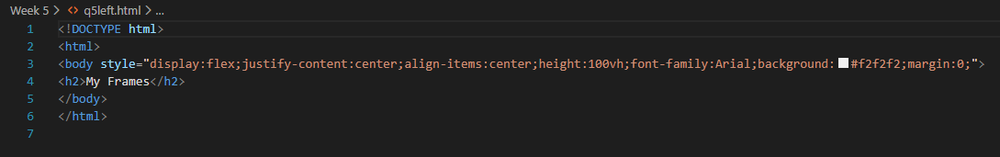 Week 5 > <> q5left.html > ...
1 <!DOCTYPE html>
2 <html>
3 <body style="display:flex;justify-content:center;align-items:center;height:100vh;font-family:Arial;background:#f2f2f2;margin:0;">
4 <h2>My Frames</h2>
5 </body>
6 </html>
7